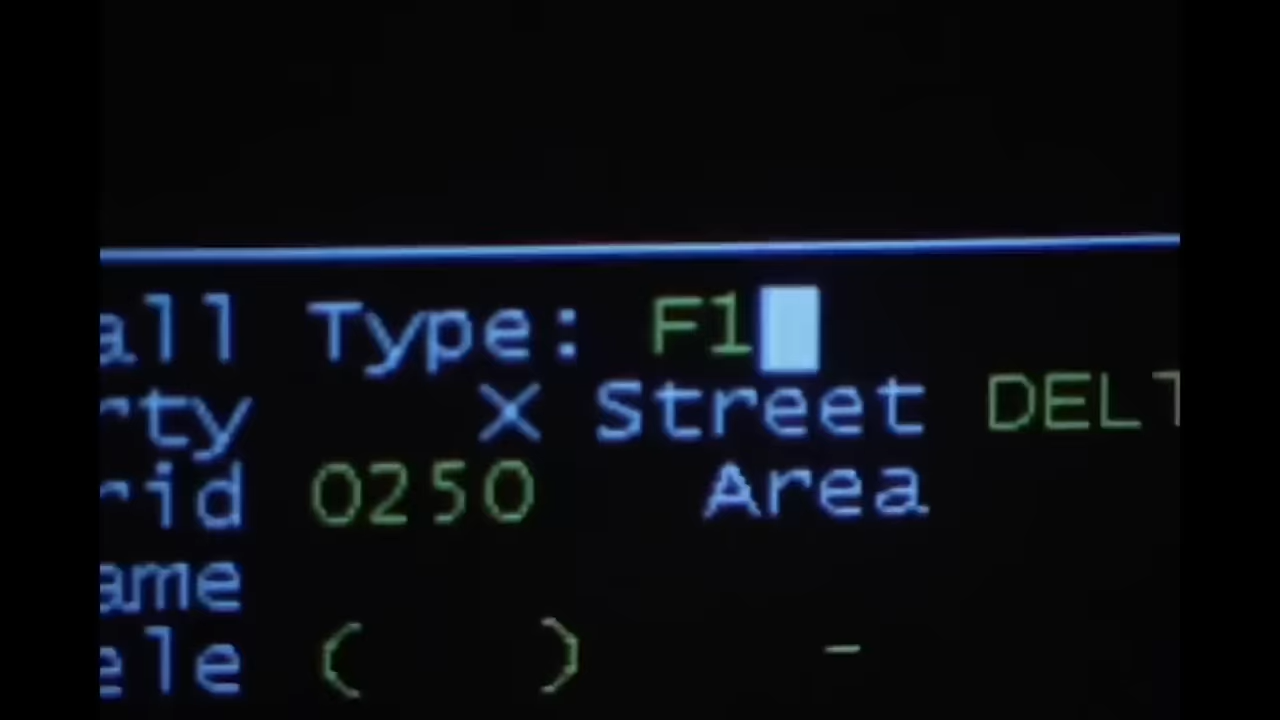 all Type: F1
rty X Street DELT
rid 0250 Area
ame
ele ( ) -